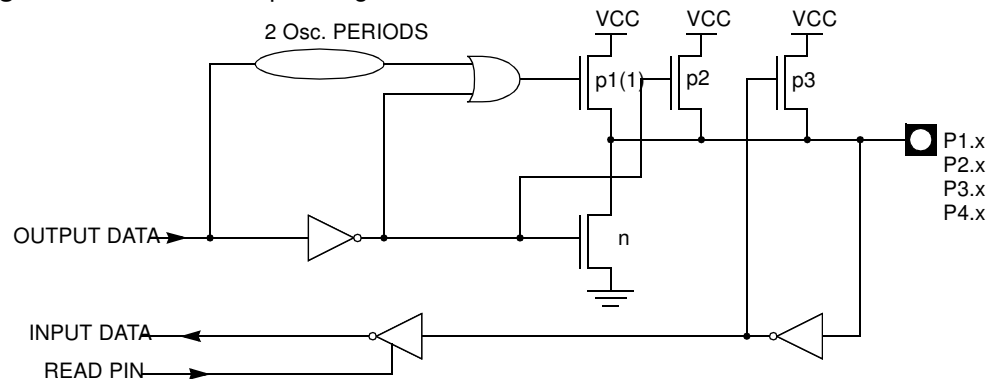 2 Osc. PERIODS
VCC
VCC
VCC
p1(1)
p2
p3
P1.x
P2.x
P3.x
P4.x
OUTPUT DATA
n
INPUT DATA
READ PIN